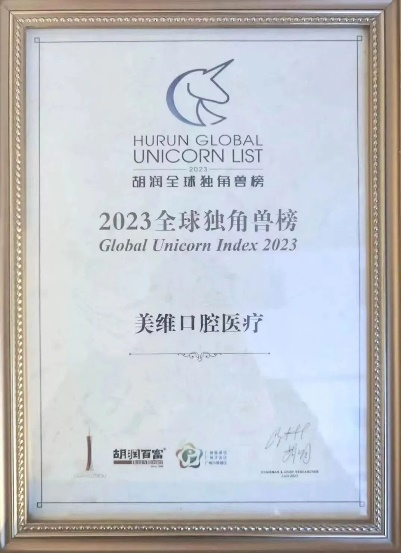 HURUN GLOBAL
UNICORN LIST
2023
胡润全球独角兽榜
2023全球独角兽榜
Global Unicorn Index 2023
美维口腔医疗
胡润百富